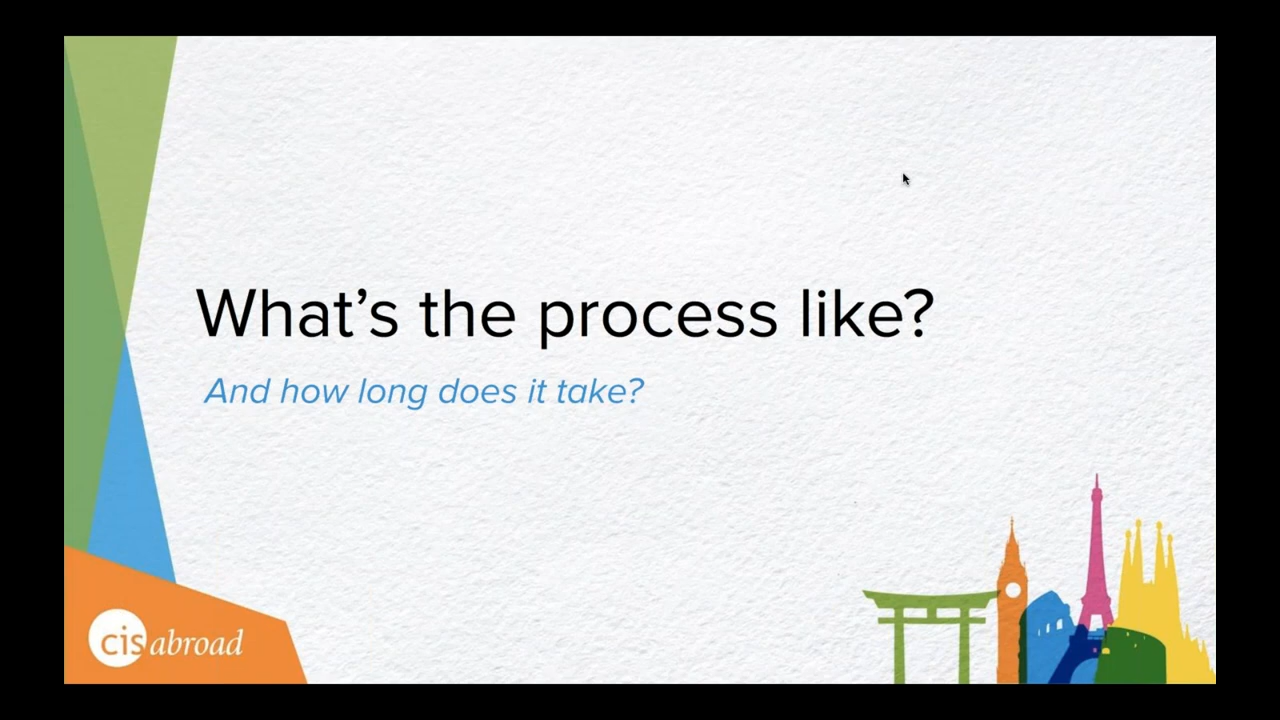 What’s the process like?
And how long does it take?
cis abroad